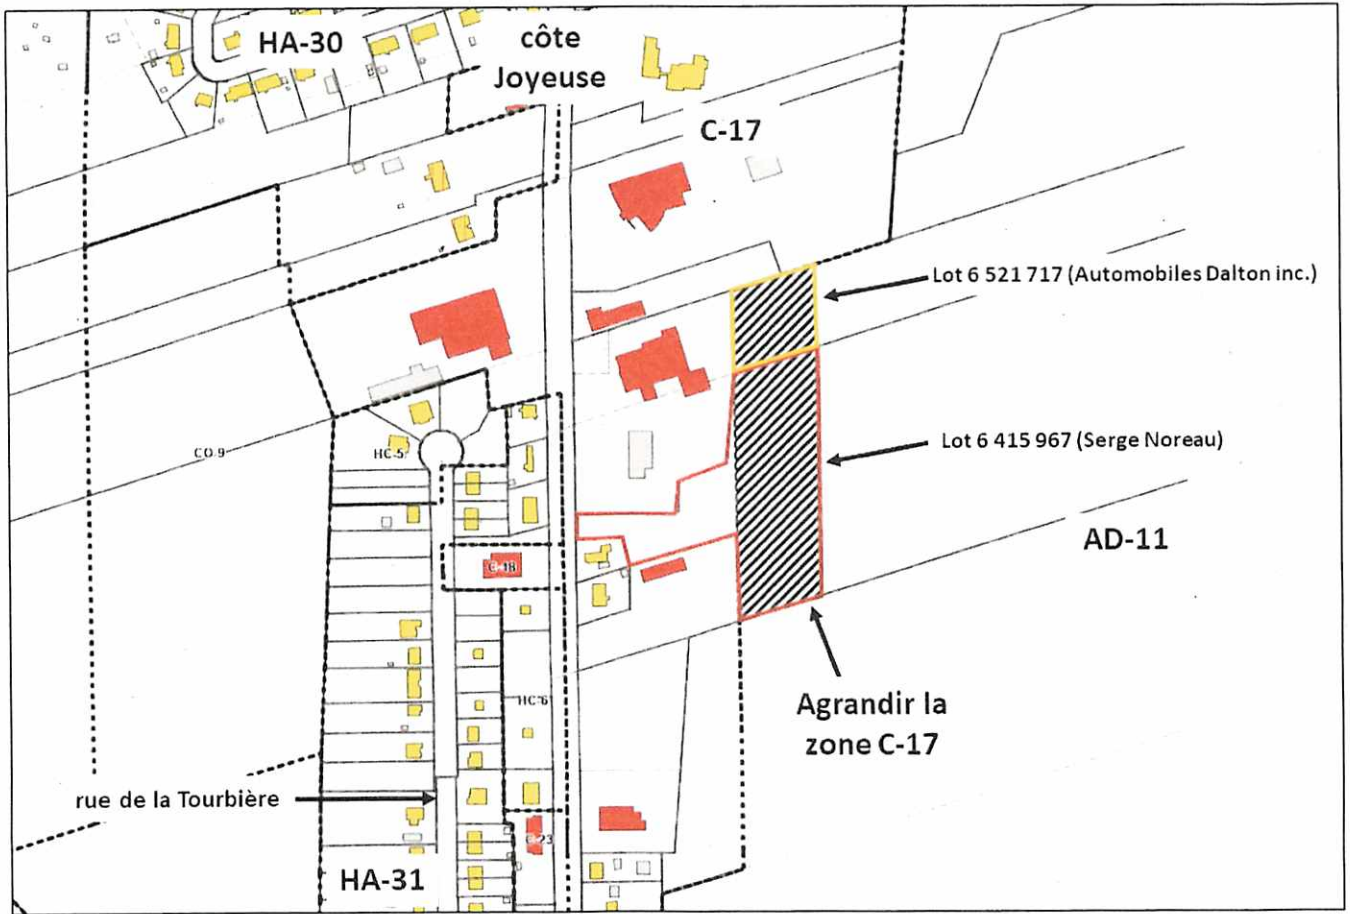 HA-30
côte
Joyeuse
C-17
Lot 6 521 717 (Automobiles Dalton inc.)
Lot 6 415 967 (Serge Noreau)
CO-9
HC-5
AD-11
C-18
Agrandir la
zone C-17
HC-6
rue de la Tourbière
C-23
HA-31